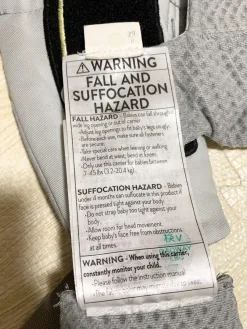 WARNING
FALL AND
SUFFOCATION
HAZARD
FALL HAZARD - Babies can fall through a
wide leg opening or out of carrier.
-Adjust leg openings to fit baby's legs snugly.
-Before each use, make sure all fasteners
are secure.
-Take special care when leaning or walking.
-Never bend at waist; bend at knees.
-Only use this carrier for babies between
7-45 lbs (3.2-20.4 kg).
SUFFOCATION HAZARD - Babies
under 4 months can suffocate in this product if
face is pressed tight against your body.
- Do not strap baby too tight against your
body.
- Allow room for head movement.
- Keep baby's face free from obstructions
at all times.
WARNING - When using this carrier,
constantly monitor your child.
- Please follow the instruction manual